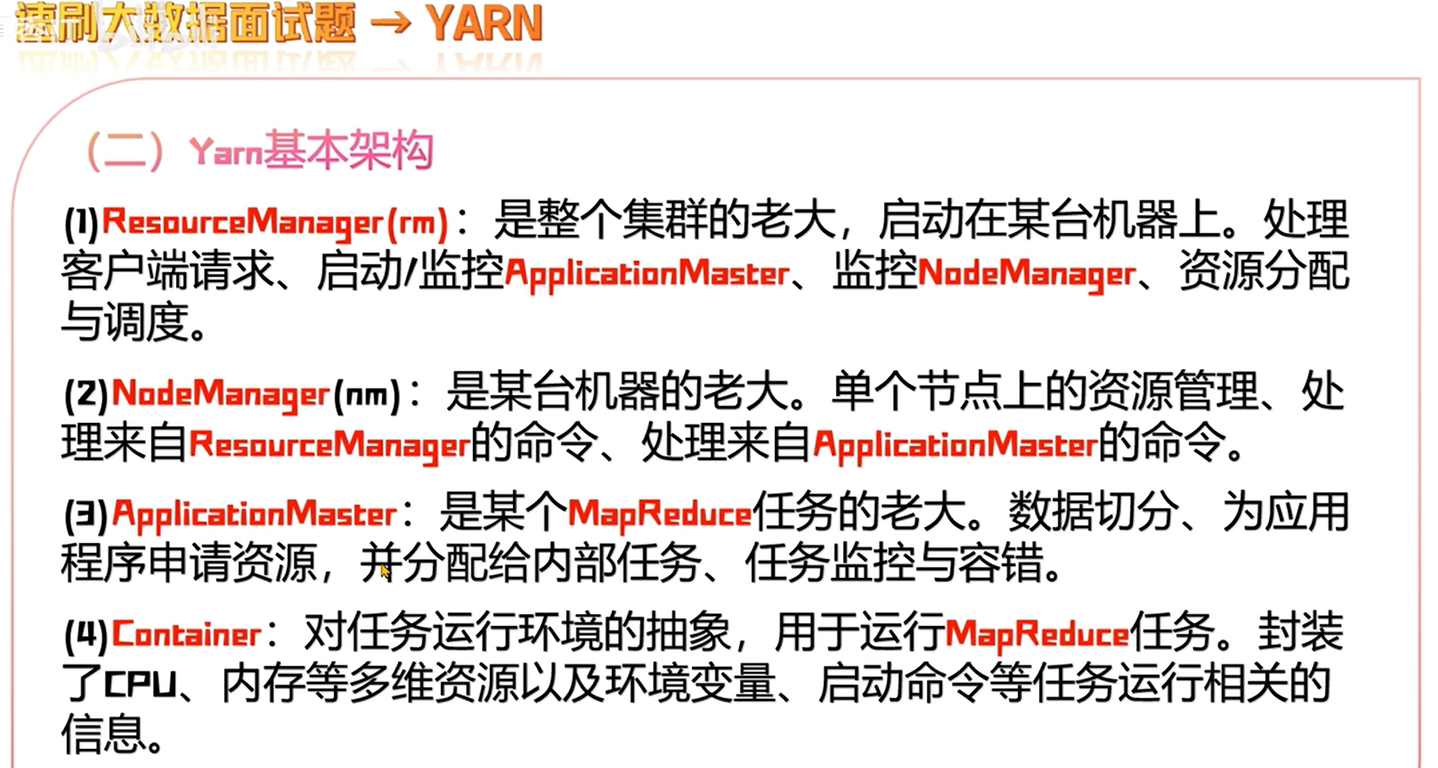 速刷大数据面试题 → YARN
（二）Yarn基本架构
(1)ResourceManager(rm)：是整个集群的老大，启动在某台机器上。处理
客户端请求、启动/监控ApplicationMaster、监控NodeManager、资源分配
与调度。
(2)NodeManager(nm)：是某台机器的老大。单个节点上的资源管理、处
理来自ResourceManager的命令、处理来自ApplicationMaster的命令。
(3)ApplicationMaster：是某个MapReduce任务的老大。数据切分、为应用
程序申请资源，并分配给内部任务、任务监控与容错。
(4)Container：对任务运行环境的抽象，用于运行MapReduce任务。封装
了CPU、内存等多维资源以及环境变量、启动命令等任务运行相关的
信息。